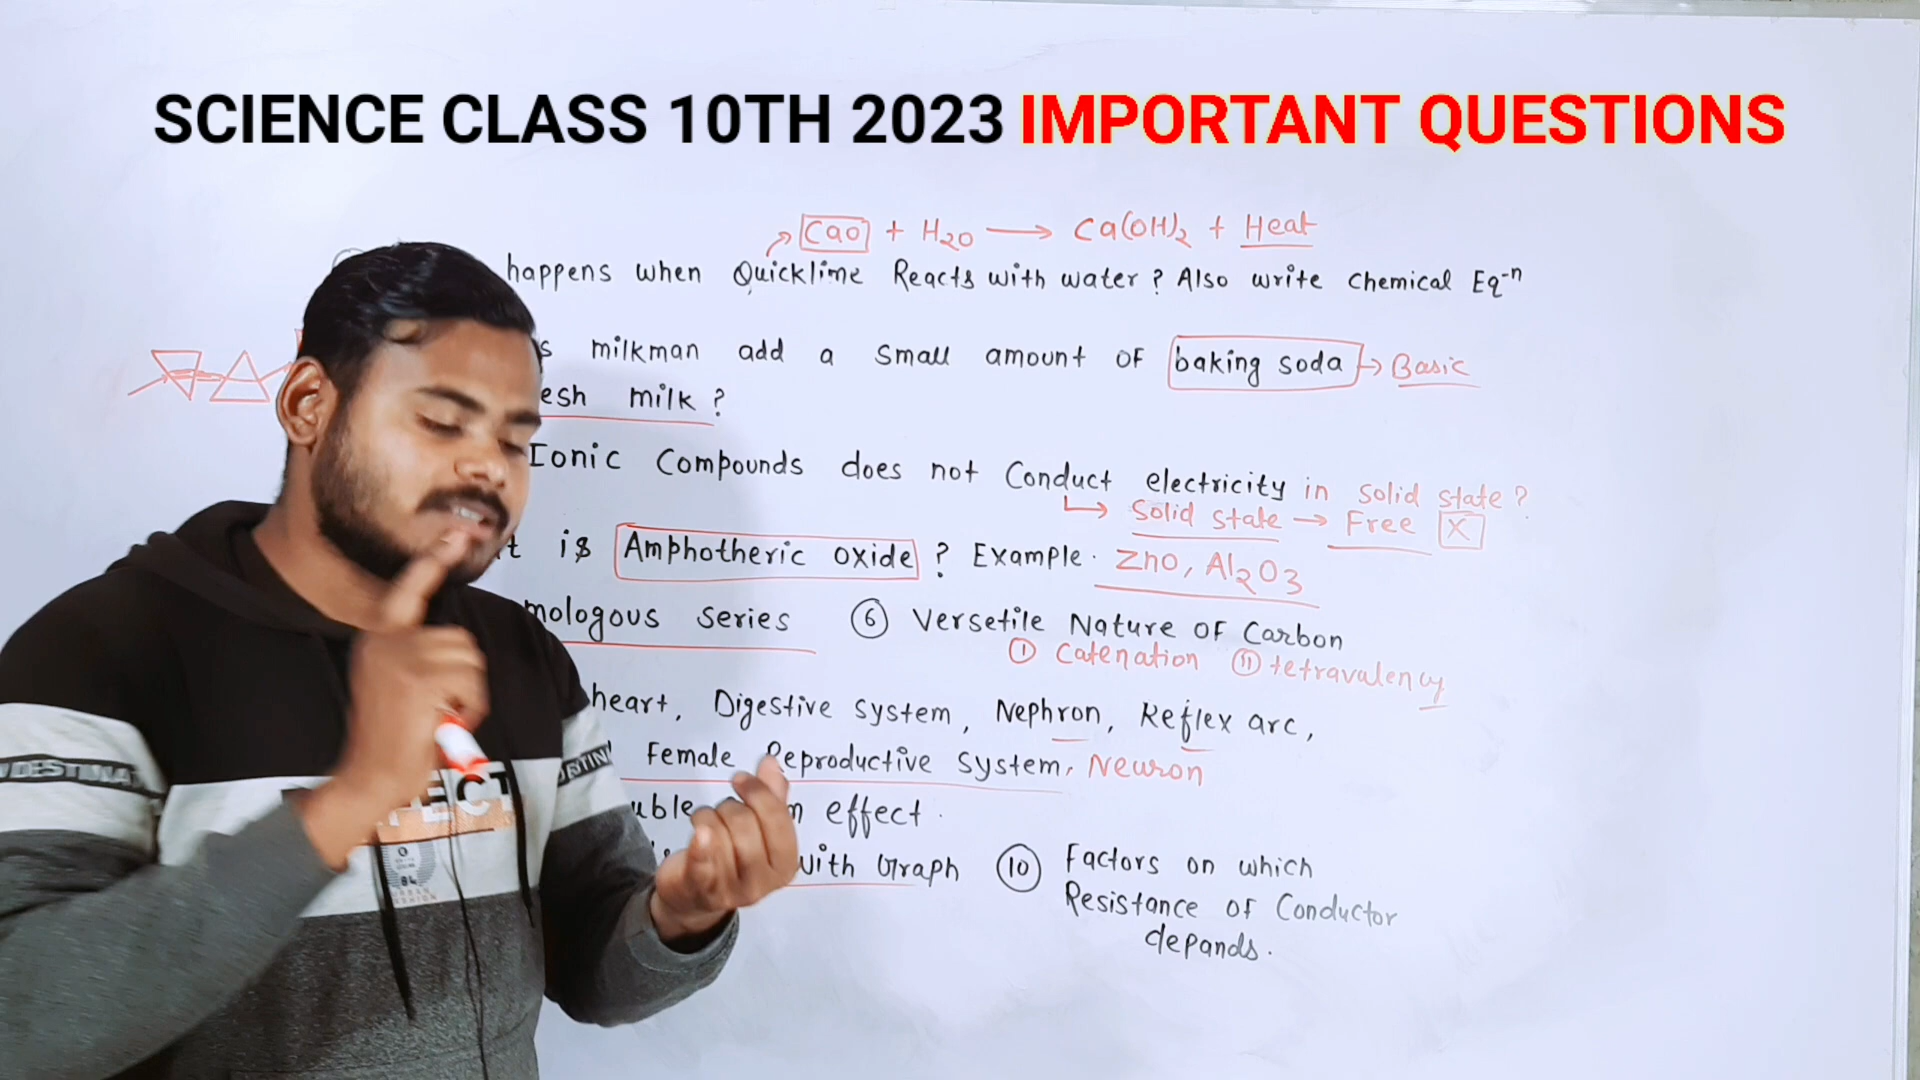 SCIENCE CLASS 10TH 2023 IMPORTANT QUESTIONS
CaO + H2O → Ca(OH)2 + Heat
happens when Quicklime Reacts with water ? Also write chemical Eq-n
s milkman add a small amount of baking soda → Basic
esh milk ?
Ionic Compounds does not Conduct electricity in Solid state ?
Solid state → Free X
t is Amphotheric oxide ? Example. ZnO, Al2O3
mologous series ⑥ Versetile Nature of Carbon
① Catenation ⑪ tetravalency
heart, Digestive system, Nephron, Reflex arc,
Female Reproductive System, Neuron
uble n effect.
with Graph ⑩ Factors on which
Resistance of Conductor
depands.
DESTINA
ECT
84